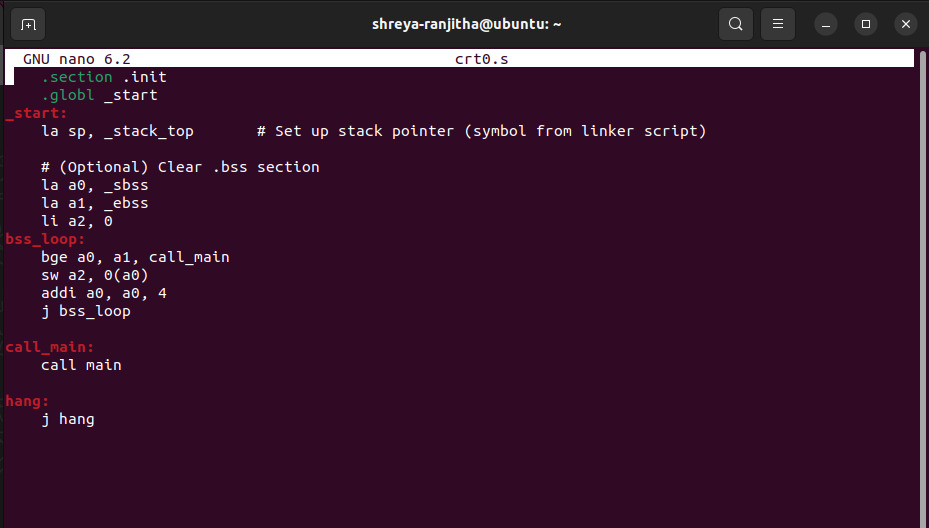 shreya-ranjitha@ubuntu: ~
GNU nano 6.2 crt0.s
.section .init
.globl _start
_start:
la sp, _stack_top # Set up stack pointer (symbol from linker script)
# (Optional) Clear .bss section
la a0, _sbss
la a1, _ebss
li a2, 0
bss_loop:
bge a0, a1, call_main
sw a2, 0(a0)
addi a0, a0, 4
j bss_loop
call_main:
call main
hang:
j hang